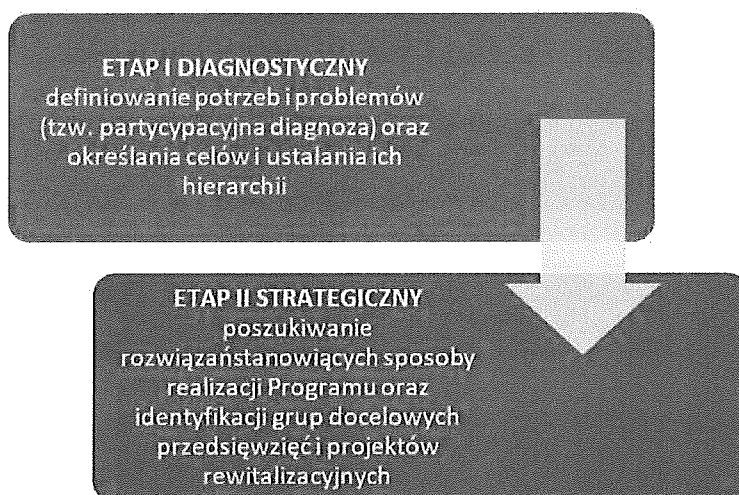 ETAP I DIAGNOSTYCZNY
definiowanie potrzeb i problemów
(tzw. partycypacyjna diagnoza) oraz
określania celów i ustalania ich
hierarchii
ETAP II STRATEGICZNY
poszukiwanie
rozwiązaństanowiących sposoby
realizacji Programu oraz
identyfikacji grup docelowych
przedsięwzięć i projektów
rewitalizacyjnych